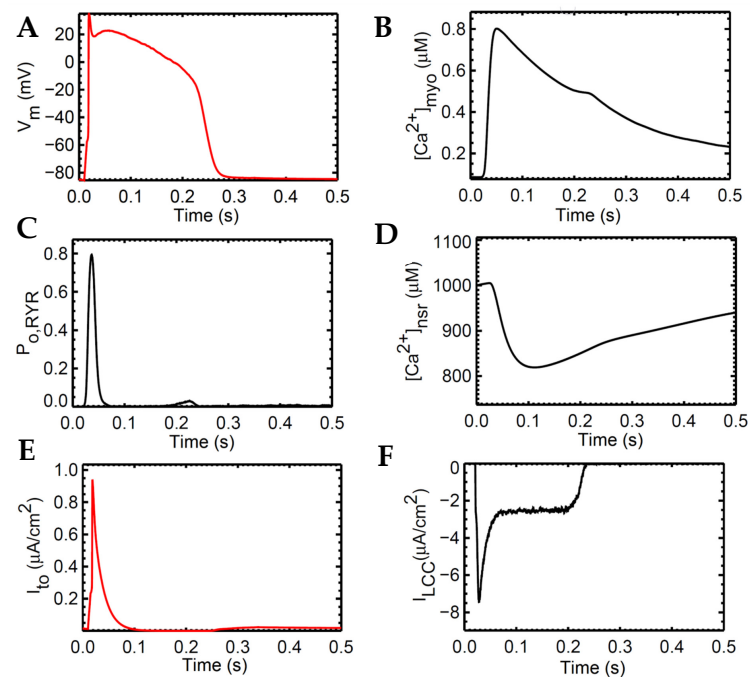 A
20
0
−20
−40
−60
−80
V_m (mV)
0.0 0.1 0.2 0.3 0.4 0.5
Time (s)
B
0.8
0.6
0.4
0.2
[Ca²⁺]_myo (μM)
0.0 0.1 0.2 0.3 0.4 0.5
Time (s)
C
0.8
0.6
0.4
0.2
0.0
P_o,RYR
0.0 0.1 0.2 0.3 0.4 0.5
Time (s)
D
1100
1000
900
800
[Ca²⁺]_nsr (μM)
0.0 0.1 0.2 0.3 0.4 0.5
Time (s)
E
1.0
0.8
0.6
0.4
0.2
I_to (μA/cm²)
0.0 0.1 0.2 0.3 0.4 0.5
Time (s)
F
0
−2
−4
−6
−8
I_LCC(μA/cm²)
0.0 0.1 0.2 0.3 0.4 0.5
Time (s)